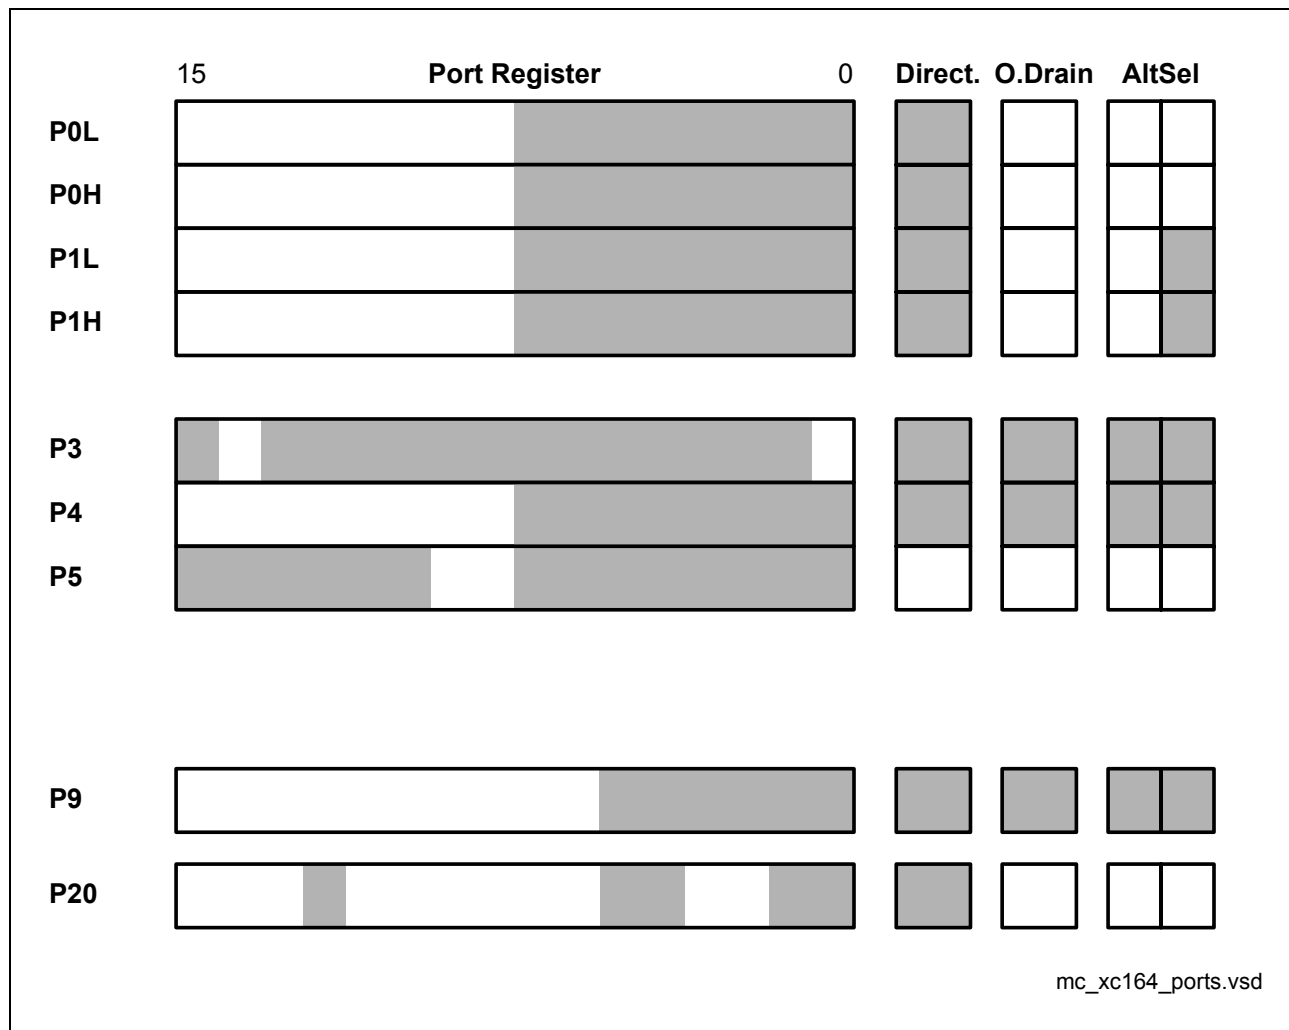 15 Port Register 0 Direct. O.Drain AltSel
P0L
P0H
P1L
P1H
P3
P4
P5
P9
P20
mc_xc164_ports.vsd